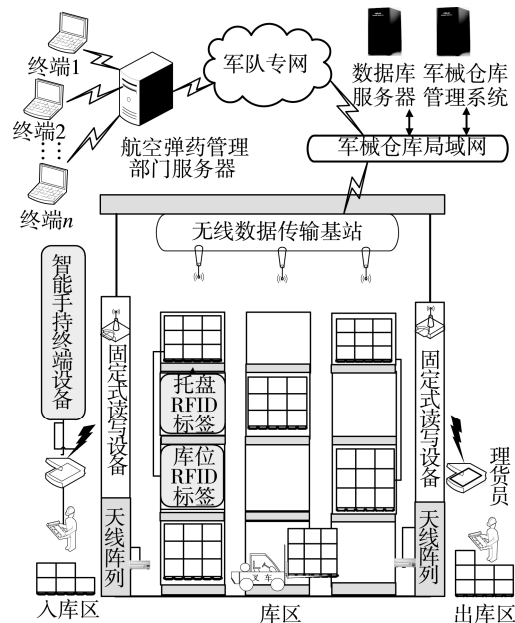 终端1
终端2
终端n
航空弹药管理
部门服务器
军队专网
数据库
服务器
军械仓库
管理系统
军械仓库局域网
无线数据传输基站
智能手持终端设备
固定式读写设备
天线阵列
托盘
RFID
标签
库位
RFID
标签
叉车
固定式读写设备
天线阵列
理货员
入库区
库区
出库区